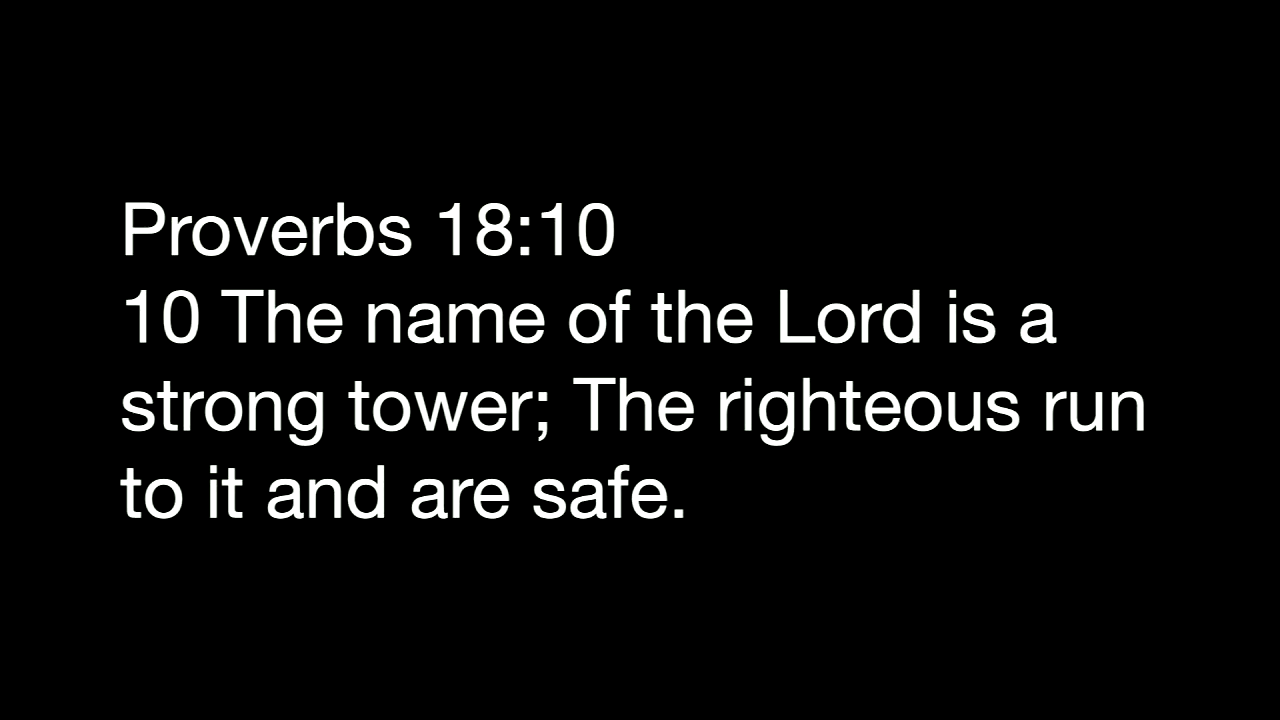 Proverbs 18:10
10 The name of the Lord is a
strong tower; The righteous run
to it and are safe.